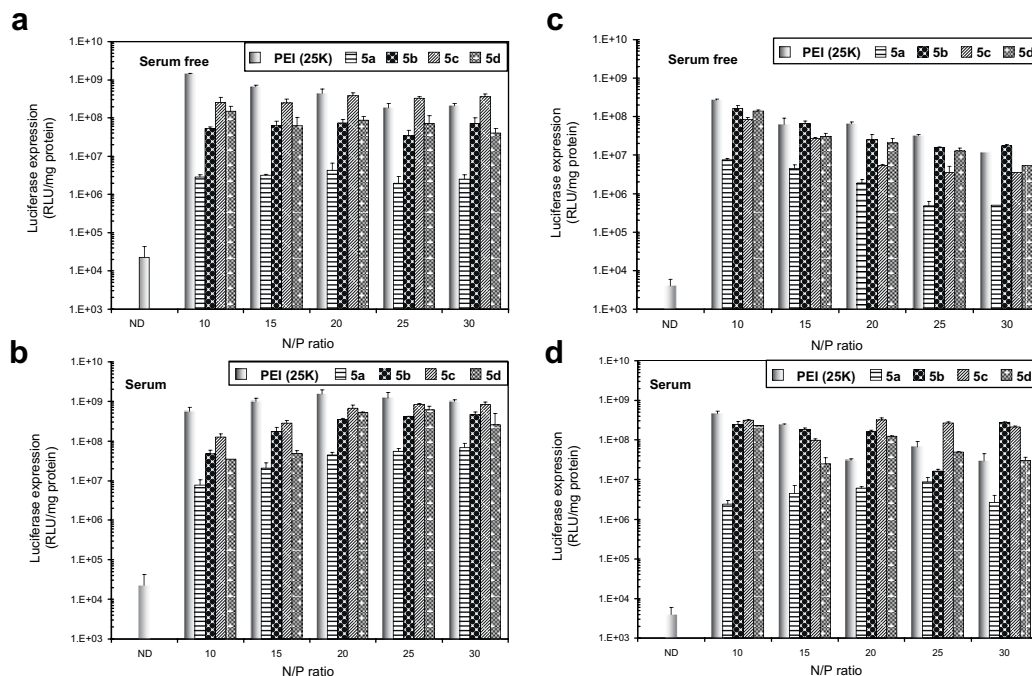 a
Luciferase expression
(RLU/mg protein)
1.E+10
1.E+09
1.E+08
1.E+07
1.E+06
1.E+05
1.E+04
1.E+03
Serum free
PEI (25K) 5a 5b 5c 5d
ND 10 15 20 25 30
N/P ratio
b
Luciferase expression
(RLU/mg protein)
1.E+10
1.E+09
1.E+08
1.E+07
1.E+06
1.E+05
1.E+04
1.E+03
Serum
PEI (25K) 5a 5b 5c 5d
ND 10 15 20 25 30
N/P ratio
c
Luciferase expression
(RLU/mg protein)
1.E+10
1.E+09
1.E+08
1.E+07
1.E+06
1.E+05
1.E+04
1.E+03
Serum free
PEI (25K) 5a 5b 5c 5d
ND 10 15 20 25 30
N/P ratio
d
Luciferase expression
(RLU/mg protein)
1.E+10
1.E+09
1.E+08
1.E+07
1.E+06
1.E+05
1.E+04
1.E+03
Serum
PEI (25K) 5a 5b 5c 5d
ND 10 15 20 25 30
N/P ratio